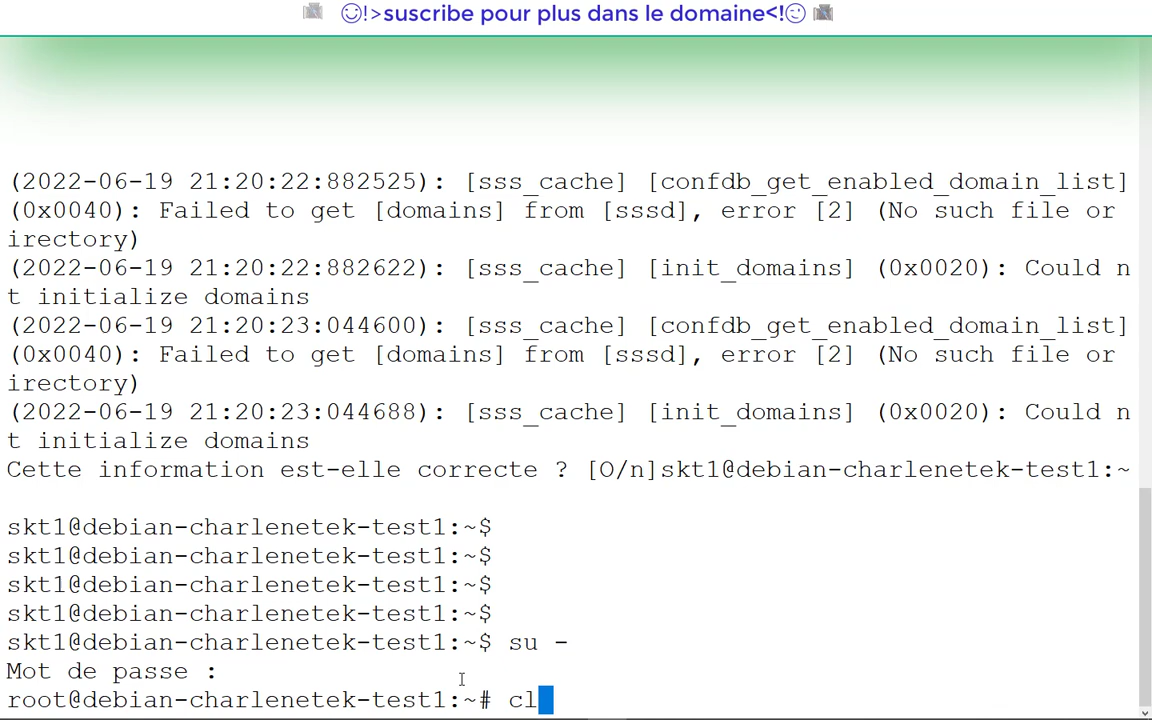 ☺!>suscribe pour plus dans le domaine<!☺
(2022-06-19 21:20:22:882525): [sss_cache] [confdb_get_enabled_domain_list]
(0x0040): Failed to get [domains] from [sssd], error [2] (No such file or
irectory)
(2022-06-19 21:20:22:882622): [sss_cache] [init_domains] (0x0020): Could n
t initialize domains
(2022-06-19 21:20:23:044600): [sss_cache] [confdb_get_enabled_domain_list]
(0x0040): Failed to get [domains] from [sssd], error [2] (No such file or
irectory)
(2022-06-19 21:20:23:044688): [sss_cache] [init_domains] (0x0020): Could n
t initialize domains
Cette information est-elle correcte ? [O/n]skt1@debian-charlenetek-test1:~
skt1@debian-charlenetek-test1:~$
skt1@debian-charlenetek-test1:~$
skt1@debian-charlenetek-test1:~$
skt1@debian-charlenetek-test1:~$
skt1@debian-charlenetek-test1:~$ su -
Mot de passe :
root@debian-charlenetek-test1:~# cl